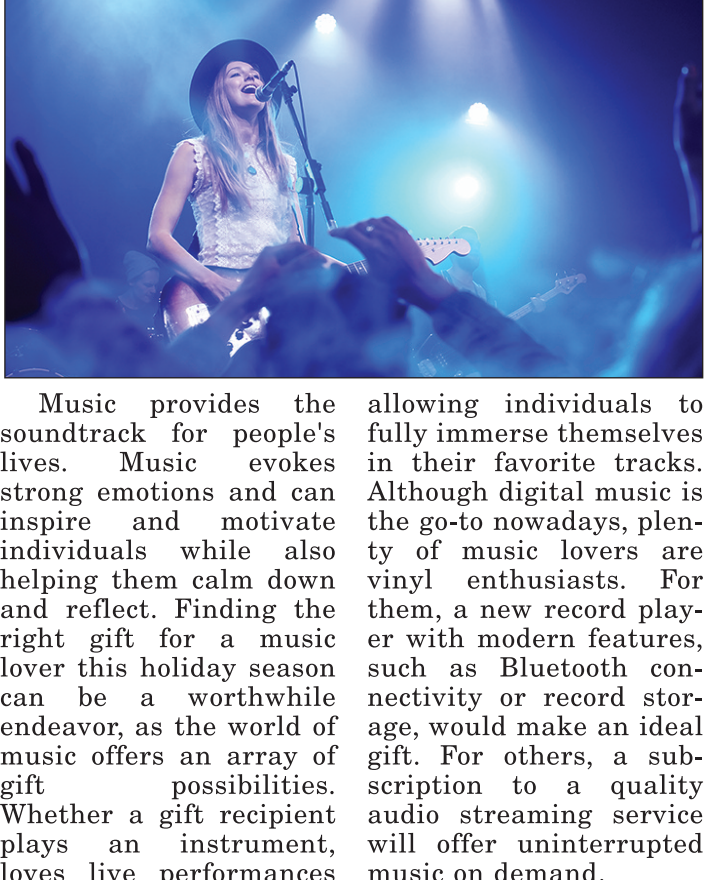 Music provides the
soundtrack for people's
lives. Music evokes
strong emotions and can
inspire and motivate
individuals while also
helping them calm down
and reflect. Finding the
right gift for a music
lover this holiday season
can be a worthwhile
endeavor, as the world of
music offers an array of
gift possibilities.
Whether a gift recipient
plays an instrument,
loves live performances
allowing individuals to
fully immerse themselves
in their favorite tracks.
Although digital music is
the go-to nowadays, plen-
ty of music lovers are
vinyl enthusiasts. For
them, a new record play-
er with modern features,
such as Bluetooth con-
nectivity or record stor-
age, would make an ideal
gift. For others, a sub-
scription to a quality
audio streaming service
will offer uninterrupted
music on demand.